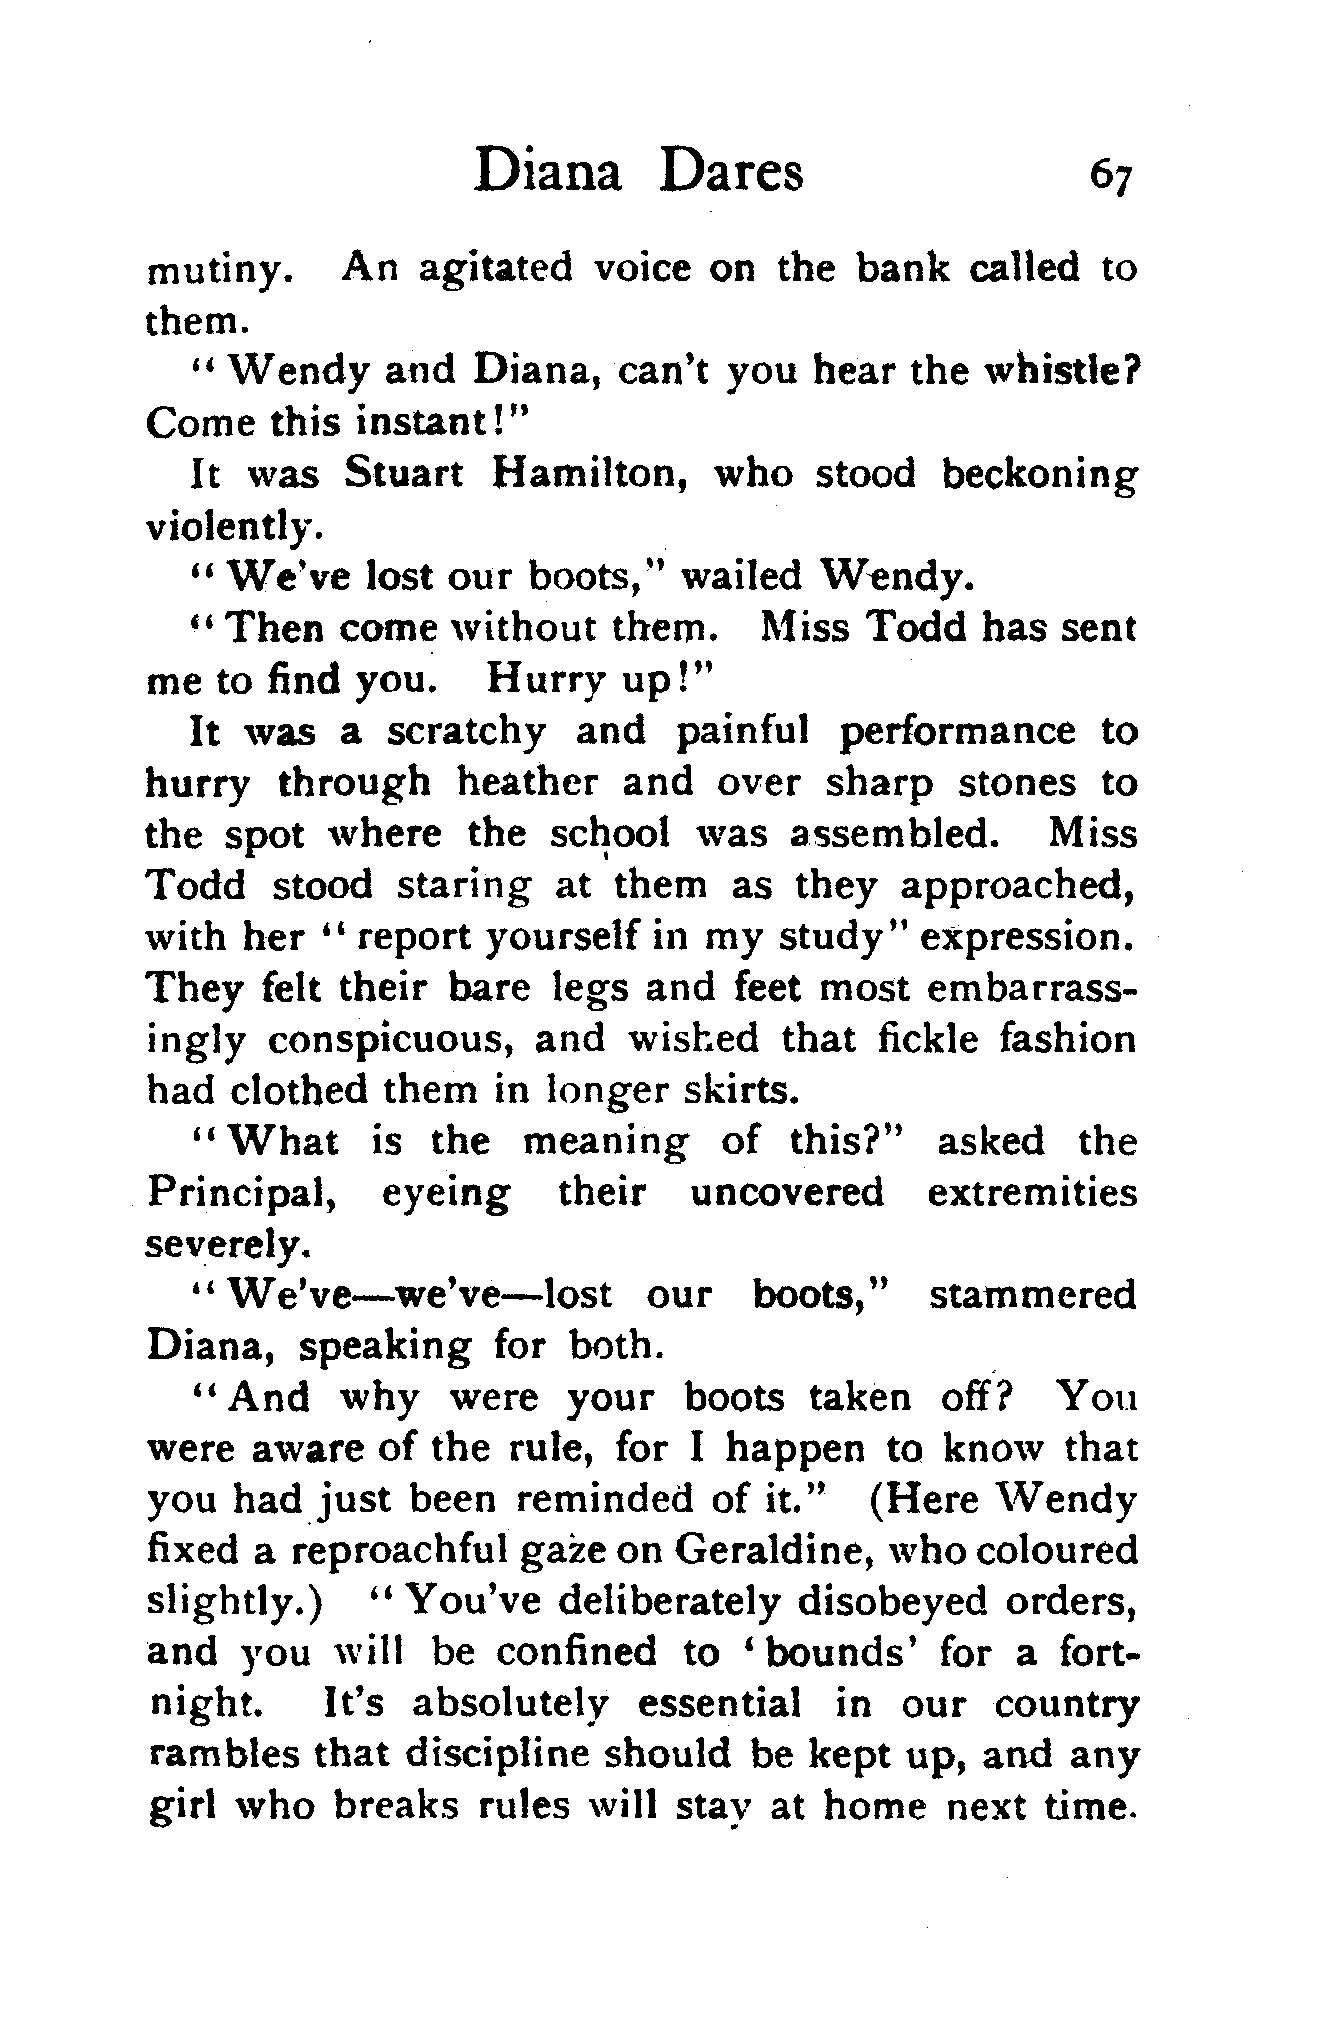 Diana Dares 67
mutiny. An agitated voice on the bank called to
them.
"Wendy and Diana, can't you hear the whistle?
Come this instant!"
It was Stuart Hamilton, who stood beckoning
violently.
"We've lost our boots," wailed Wendy.
"Then come without them. Miss Todd has sent
me to find you. Hurry up!"
It was a scratchy and painful performance to
hurry through heather and over sharp stones to
the spot where the school was assembled. Miss
Todd stood staring at them as they approached,
with her "report yourself in my study" expression.
They felt their bare legs and feet most embarrass-
ingly conspicuous, and wished that fickle fashion
had clothed them in longer skirts.
"What is the meaning of this?" asked the
Principal, eyeing their uncovered extremities
severely.
"We've—we've—lost our boots," stammered
Diana, speaking for both.
"And why were your boots taken off? You
were aware of the rule, for I happen to know that
you had just been reminded of it." (Here Wendy
fixed a reproachful gaze on Geraldine, who coloured
slightly.) "You've deliberately disobeyed orders,
and you will be confined to 'bounds' for a fort-
night. It's absolutely essential in our country
rambles that discipline should be kept up, and any
girl who breaks rules will stay at home next time.